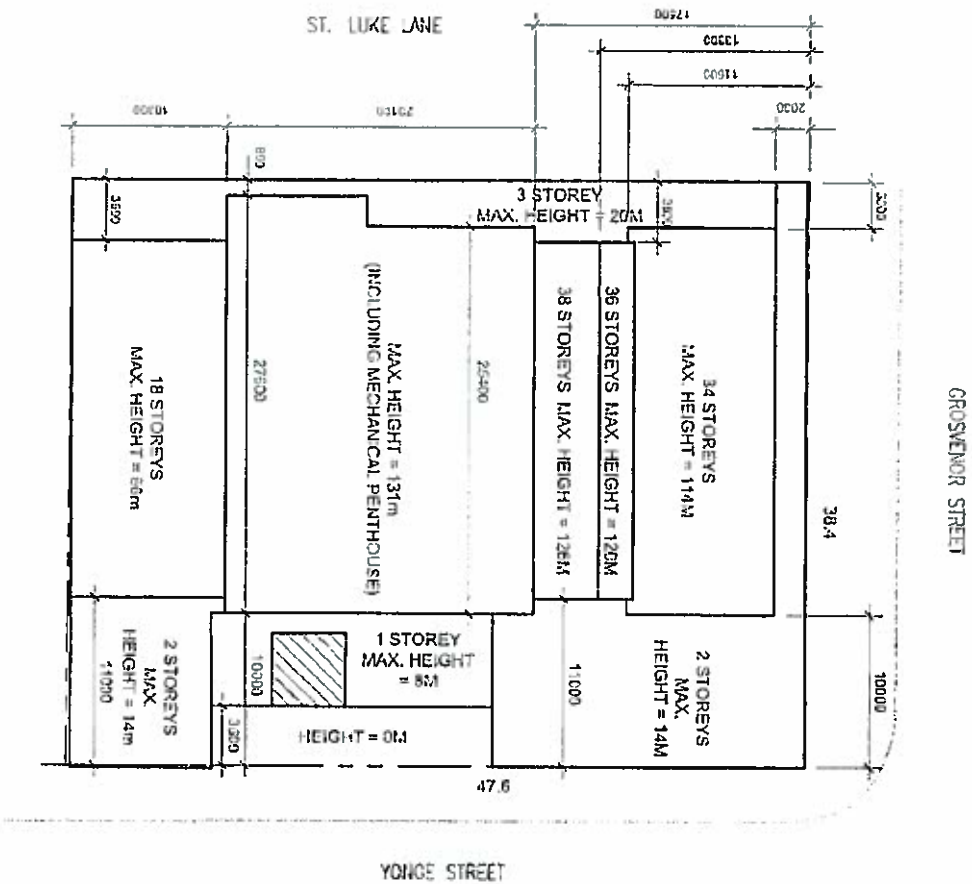 ST. LUKE LANE
17500
13300
11600
2030
3 STOREY
MAX. HEIGHT = 20M
18 STOREYS
MAX. HEIGHT = 66m
MAX. HEIGHT = 131m
(INCLUDING MECHANICAL PENTHOUSE)
27600
25400
38 STOREYS MAX. HEIGHT = 126M
36 STOREYS MAX. HEIGHT = 120M
34 STOREYS
MAX. HEIGHT = 114M
38.4
GROSVENOR STREET
2 STOREYS
MAX.
HEIGHT = 14m
11000
10000
1 STOREY
MAX. HEIGHT
= 8M
11000
2 STOREYS
MAX.
HEIGHT = 14M
10000
HEIGHT = 0M
47.6
YONGE STREET